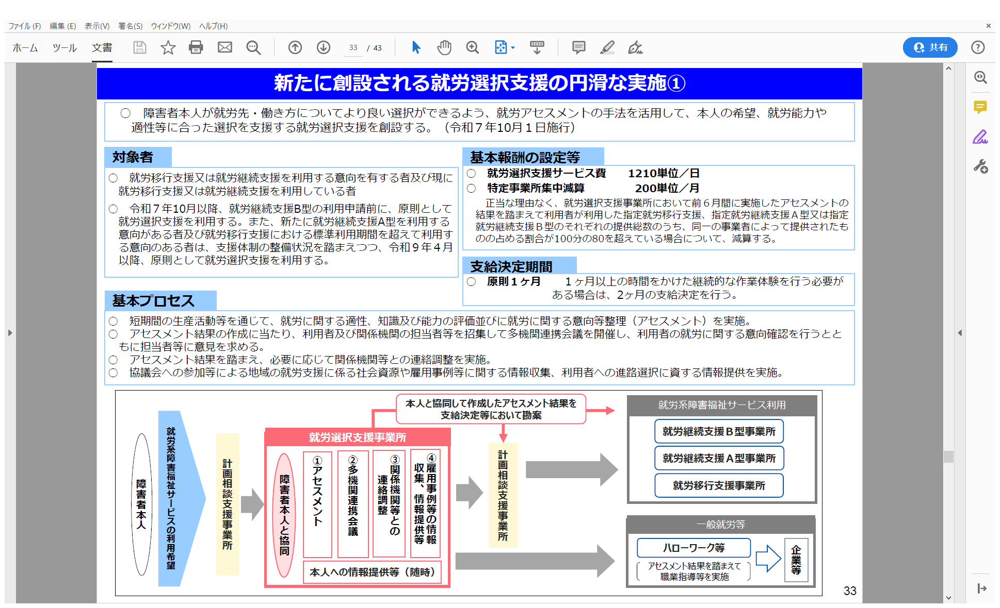 ファイル (F) 編集 (E) 表示(V) 署名(S) ウィンドウ(W) ヘルプ(H)
ホーム ツール 文書 33 / 43 共有
新たに創設される就労選択支援の円滑な実施①
○ 障害者本人が就労先・働き方についてより良い選択ができるよう、就労アセスメントの手法を活用して、本人の希望、就労能力や
適性等に合った選択を支援する就労選択支援を創設する。（令和７年10月１日施行）
対象者
○ 就労移行支援又は就労継続支援を利用する意向を有する者及び現に
就労移行支援又は就労継続支援を利用している者
○ 令和７年10月以降、就労継続支援B型の利用申請前に、原則として
就労選択支援を利用する。また、新たに就労継続支援A型を利用する
意向がある者及び就労移行支援における標準利用期間を超えて利用す
る意向のある者は、支援体制の整備状況を踏まえつつ、令和９年４月
以降、原則として就労選択支援を利用する。
基本報酬の設定等
○ 就労選択支援サービス費 1210単位／日
○ 特定事業所集中減算 200単位／月
正当な理由なく、就労選択支援事業所において前６月間に実施したアセスメントの
結果を踏まえて利用者が利用した指定就労移行支援、指定就労継続支援Ａ型又は指定
就労継続支援Ｂ型のそれぞれの提供総数のうち、同一の事業者によって提供されたも
のの占める割合が100分の80を超えている場合について、減算する。
支給決定期間
○ 原則１ヶ月 １ヶ月以上の時間をかけた継続的な作業体験を行う必要が
ある場合は、2ヶ月の支給決定を行う。
基本プロセス
○ 短期間の生産活動等を通じて、就労に関する適性、知識及び能力の評価並びに就労に関する意向等整理（アセスメント）を実施。
○ アセスメント結果の作成に当たり、利用者及び関係機関の担当者等を招集して多機関連携会議を開催し、利用者の就労に関する意向確認を行うとと
もに担当者等に意見を求める。
○ アセスメント結果を踏まえ、必要に応じて関係機関等との連絡調整を実施。
○ 協議会への参加等による地域の就労支援に係る社会資源や雇用事例等に関する情報収集、利用者への進路選択に資する情報提供を実施。
障害者本人
就労系障害福祉サービスの利用希望
計画相談支援事業所
本人と協同して作成したアセスメント結果を
支給決定等において勘案
就労選択支援事業所
障害者本人と協同
①アセスメント
②多機関連携会議
③関係機関等との
連絡調整
④雇用事例等の情報
収集、情報提供等
本人への情報提供等（随時）
計画相談支援事業所
就労系障害福祉サービス利用
就労継続支援Ｂ型事業所
就労継続支援Ａ型事業所
就労移行支援事業所
一般就労等
ハローワーク等
アセスメント結果を踏まえて
職業指導等を実施
企業等
33